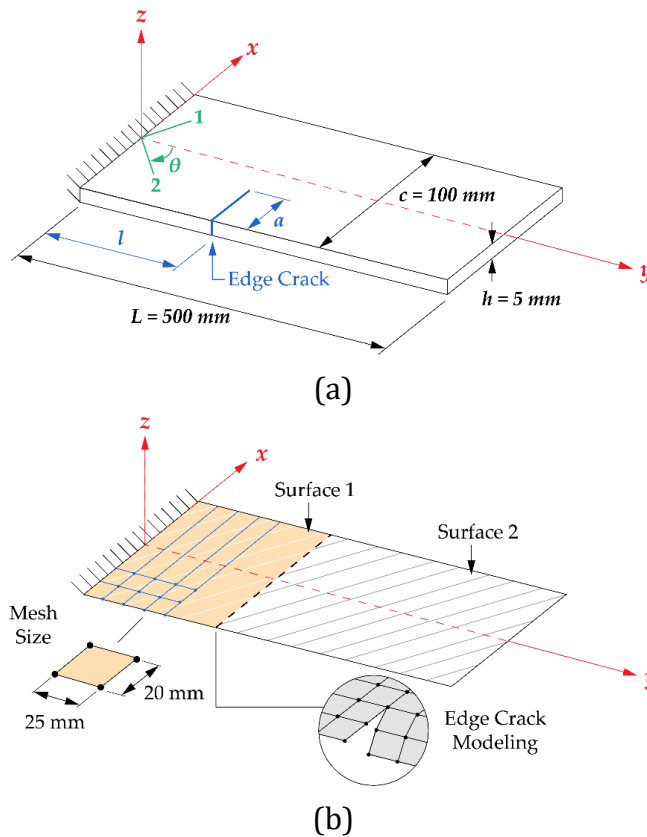 z
x
1
2
θ
c = 100 mm
a
l
Edge Crack
L = 500 mm
h = 5 mm
y
(a)
z
x
Surface 1
Surface 2
Mesh
Size
20 mm
25 mm
y
Edge Crack
Modeling
(b)